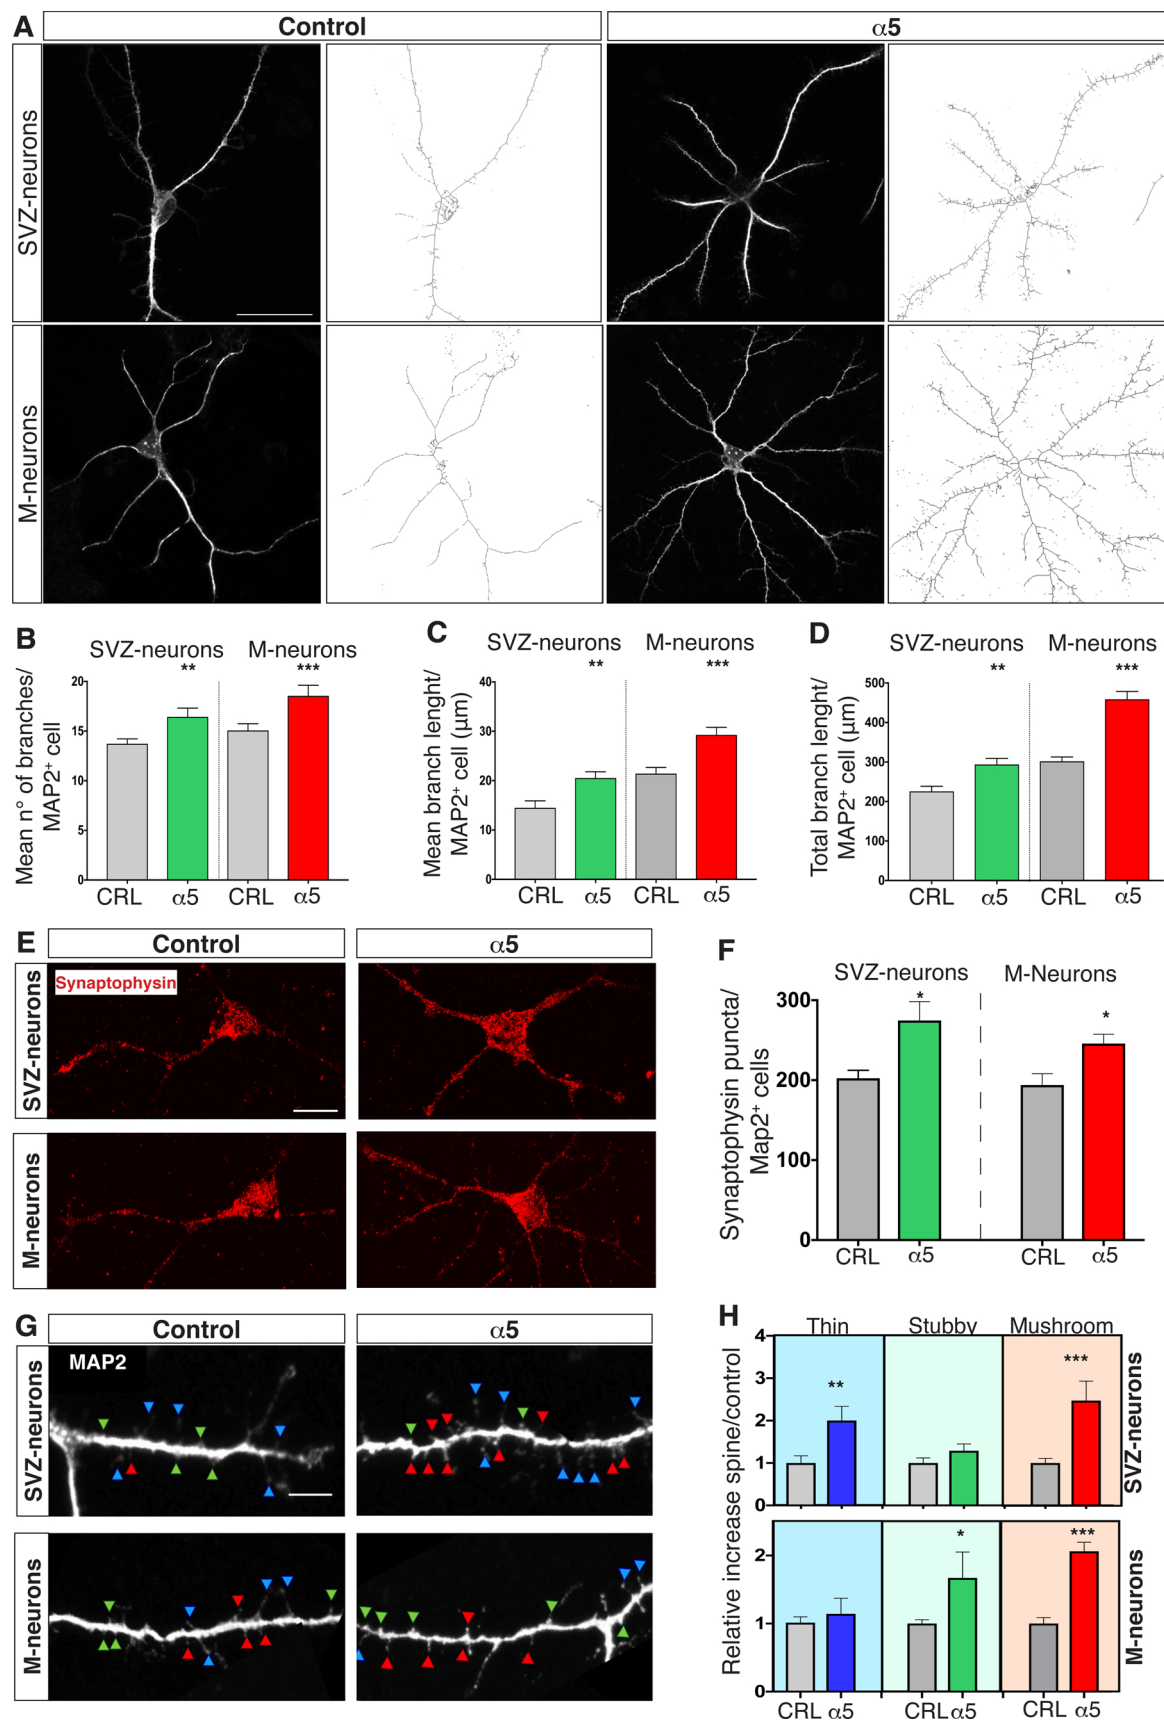 A
Control
α5
SVZ-neurons
M-neurons
B
SVZ-neurons
M-neurons
**
***
Mean n° of branches/
MAP2+ cell
20
15
10
5
0
CRL
α5
CRL
α5
C
SVZ-neurons
M-neurons
**
***
Mean branch lenght/
MAP2+ cell (μm)
40
30
20
10
0
CRL
α5
CRL
α5
D
SVZ-neurons
M-neurons
**
***
Total branch lenght/
MAP2+ cell (μm)
500
400
300
200
100
0
CRL
α5
CRL
α5
E
Control
α5
SVZ-neurons
Synaptophysin
M-neurons
F
SVZ-neurons
M-Neurons
*
*
Synaptophysin puncta/
Map2+ cells
300
200
100
0
CRL
α5
CRL
α5
G
Control
α5
SVZ-neurons
MAP2
M-neurons
H
Thin
Stubby
Mushroom
Relative increase spine/control
4
3
2
1
0
**
***
SVZ-neurons
2
1
0
*
***
M-neurons
CRL α5
CRL α5
CRL α5